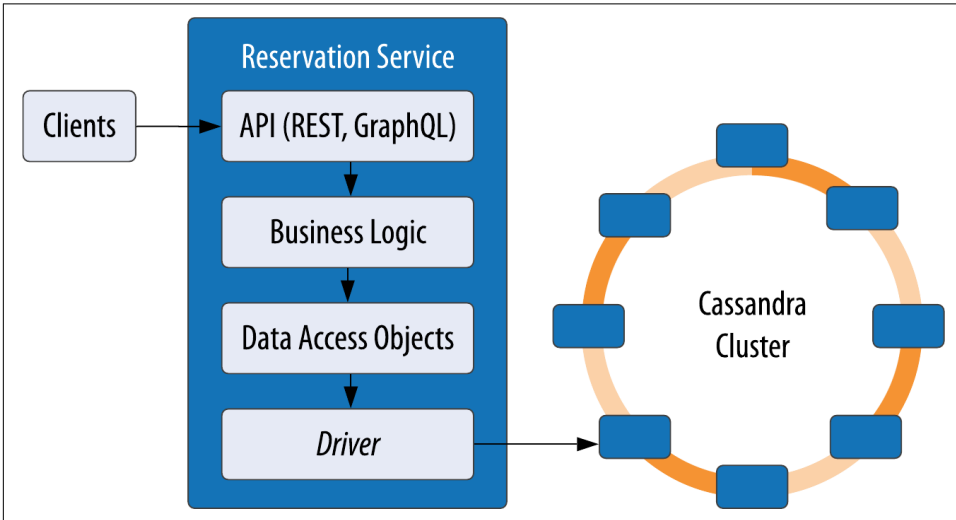 Reservation Service
Clients
API (REST, GraphQL)
Business Logic
Data Access Objects
Driver
Cassandra
Cluster